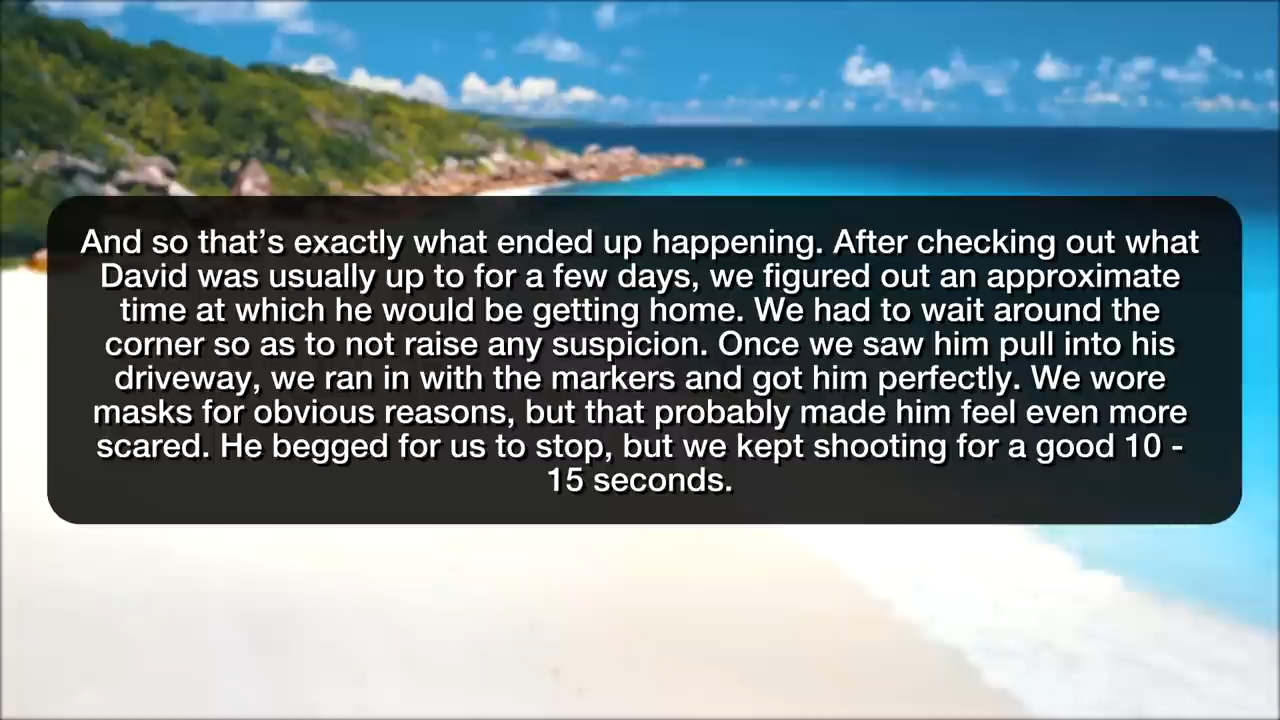 And so that’s exactly what ended up happening. After checking out what
David was usually up to for a few days, we figured out an approximate
time at which he would be getting home. We had to wait around the
corner so as to not raise any suspicion. Once we saw him pull into his
driveway, we ran in with the markers and got him perfectly. We wore
masks for obvious reasons, but that probably made him feel even more
scared. He begged for us to stop, but we kept shooting for a good 10 -
15 seconds.